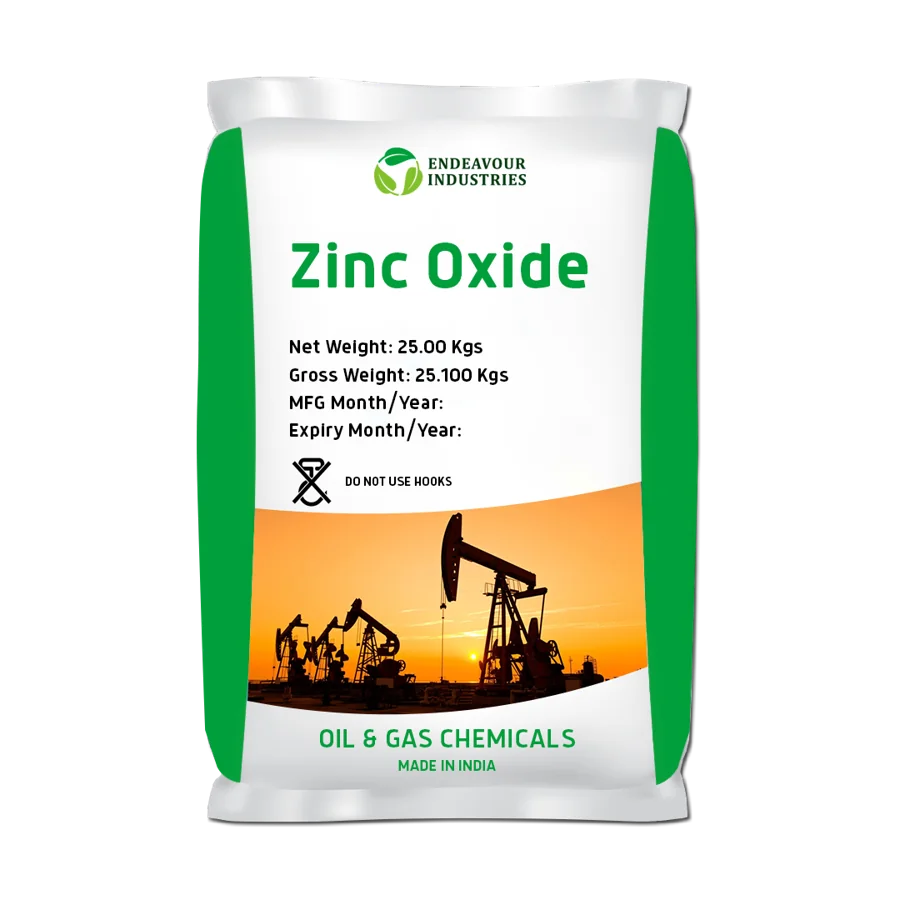 ENDEAVOUR
INDUSTRIES
Zinc Oxide
Net Weight: 25.00 Kgs
Gross Weight: 25.100 Kgs
MFG Month/Year:
Expiry Month/Year:
DO NOT USE HOOKS
OIL & GAS CHEMICALS
MADE IN INDIA